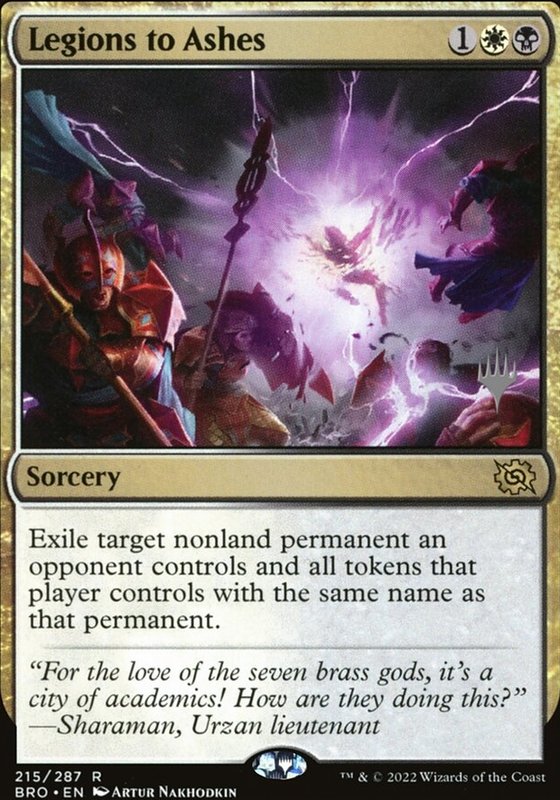 Legions to Ashes 1
Sorcery
Exile target nonland permanent an
opponent controls and all tokens that
player controls with the same name as
that permanent.
“For the love of the seven brass gods, it’s a
city of academics! How are they doing this?”
—Sharaman, Urzan lieutenant
215/287 R
BRO • EN Artur Nakhodkin
™ & © 2022 Wizards of the Coast